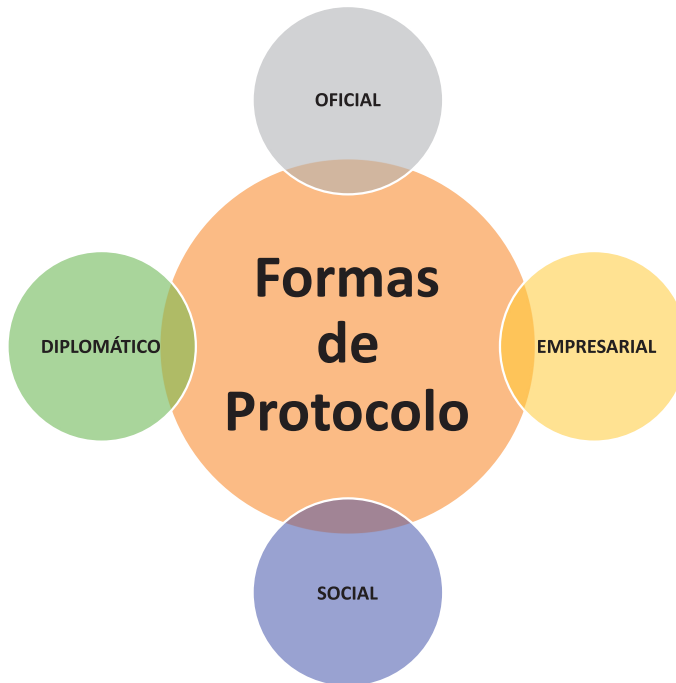 OFICIAL
Formas
de
Protocolo
DIPLOMÁTICO
EMPRESARIAL
SOCIAL